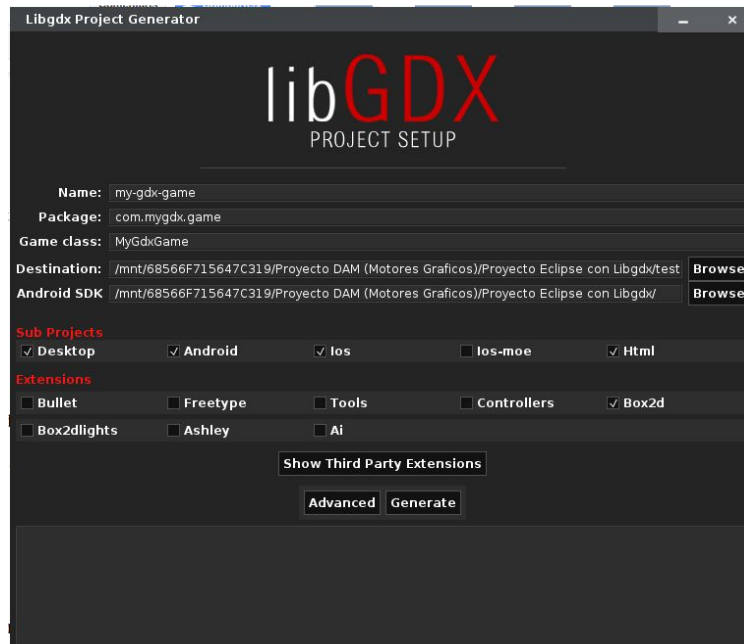 Libgdx Project Generator
libGDX
PROJECT SETUP
Name: my-gdx-game
Package: com.mygdx.game
Game class: MyGdxGame
Destination: /mnt/68566F715647C319/Proyecto DAM (Motores Graficos)/Proyecto Eclipse con Libgdx/test Browse
Android SDK /mnt/68566F715647C319/Proyecto DAM (Motores Graficos)/Proyecto Eclipse con Libgdx/ Browse
Sub Projects
Desktop Android Ios Ios-moe Html
Extensions
Bullet Freetype Tools Controllers Box2d
Box2dlights Ashley Ai
Show Third Party Extensions
Advanced Generate